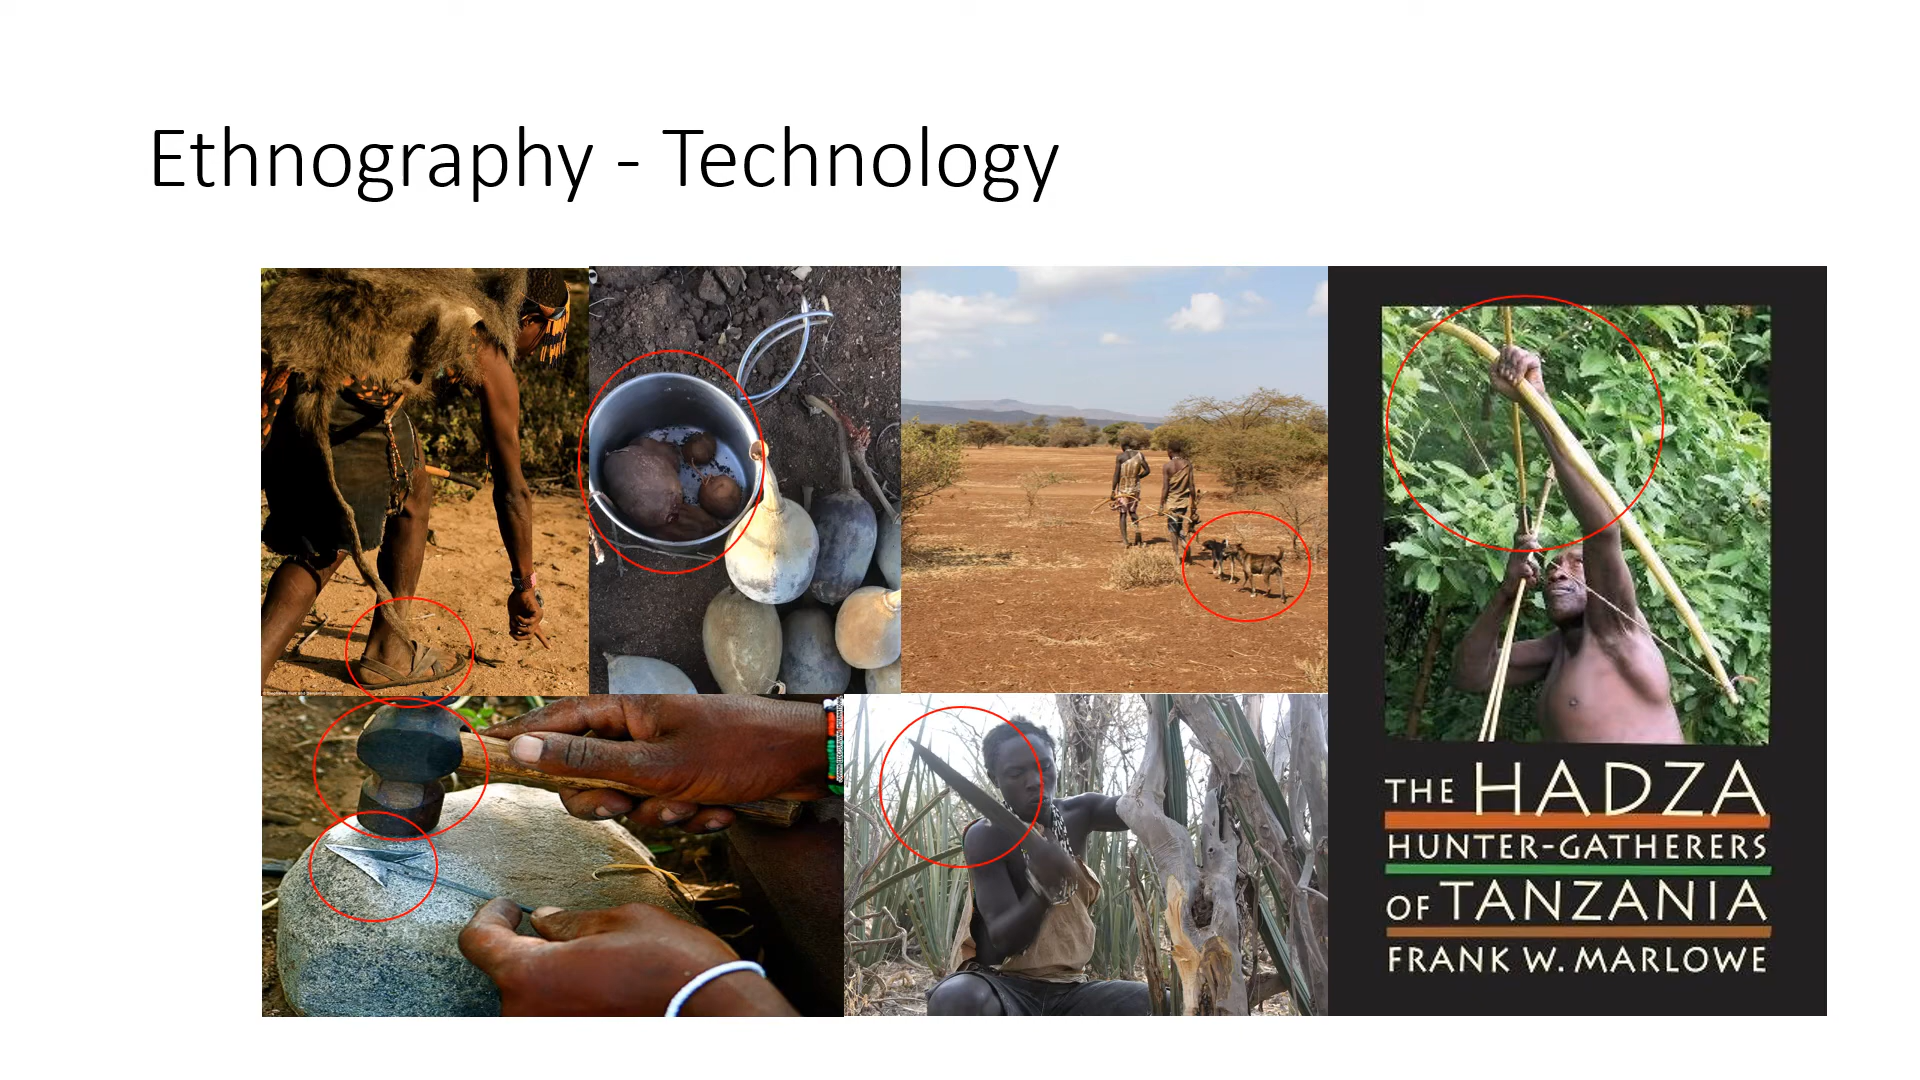 Ethnography - Technology
THE HADZA
HUNTER-GATHERERS
OF TANZANIA
FRANK W. MARLOWE